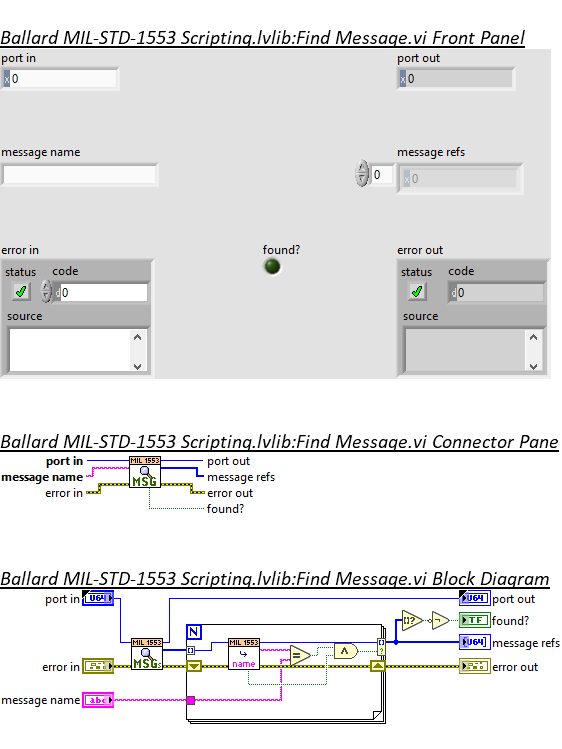 Ballard MIL-STD-1553 Scripting.lvlib:Find Message.vi Front Panel
port in port out
x 0 x 0
message name message refs
0 x 0
error in found? error out
status code status code
d 0 d 0
source source
Ballard MIL-STD-1553 Scripting.lvlib:Find Message.vi Connector Pane
port in MIL 1553 port out
message name MSG message refs
error in error out
found?
Ballard MIL-STD-1553 Scripting.lvlib:Find Message.vi Block Diagram
port in U64 U64 port out
N ? TF found?
MIL 1553 MIL 1553 = ∧ ? U64 message refs
error in MSGs name error out
message name abc